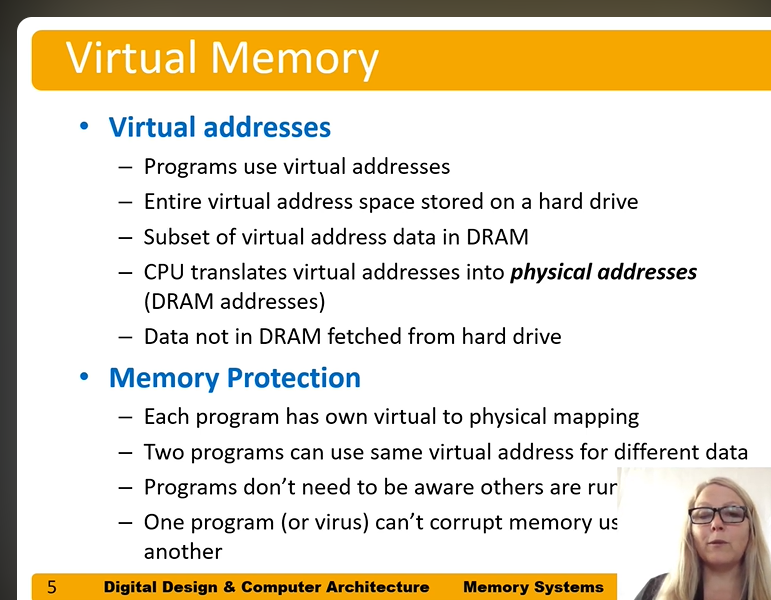 Virtual Memory
• Virtual addresses
– Programs use virtual addresses
– Entire virtual address space stored on a hard drive
– Subset of virtual address data in DRAM
– CPU translates virtual addresses into physical addresses
(DRAM addresses)
– Data not in DRAM fetched from hard drive
• Memory Protection
– Each program has own virtual to physical mapping
– Two programs can use same virtual address for different data
– Programs don't need to be aware others are
– One program (or virus) can't corrupt memory
another
5 Digital Design & Computer Architecture Memory Systems